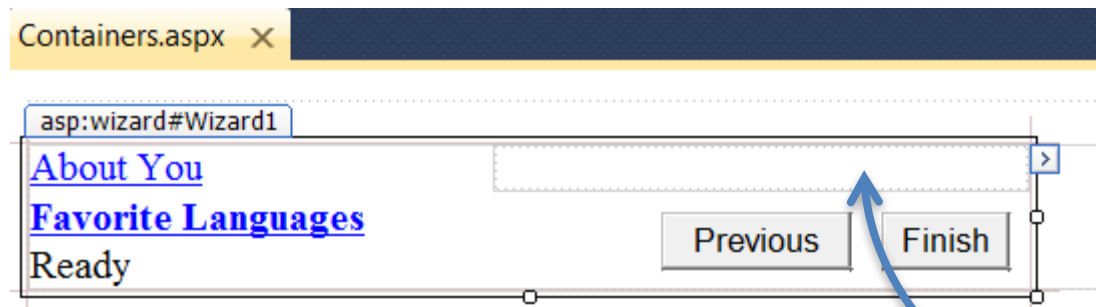 Containers.aspx
asp:wizard#Wizard1
About You
Favorite Languages
Previous Finish
Ready